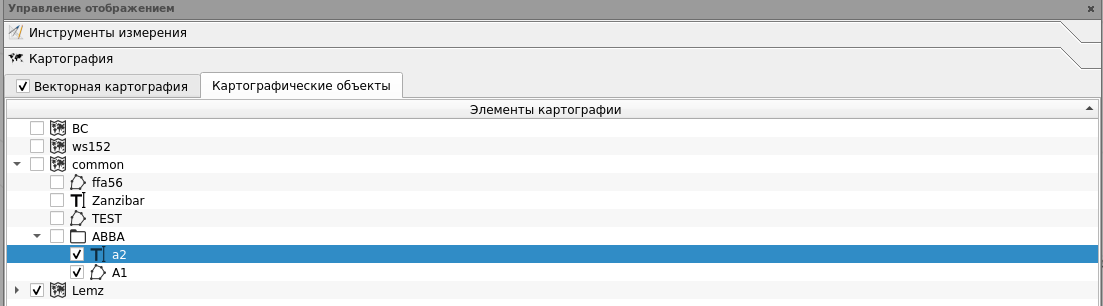 Управление отображением
Инструменты измерения
Картография
Векторная картография
Картографические объекты
Элементы картографии
BC
ws152
common
ffa56
Zanzibar
TEST
ABBA
a2
A1
Lemz